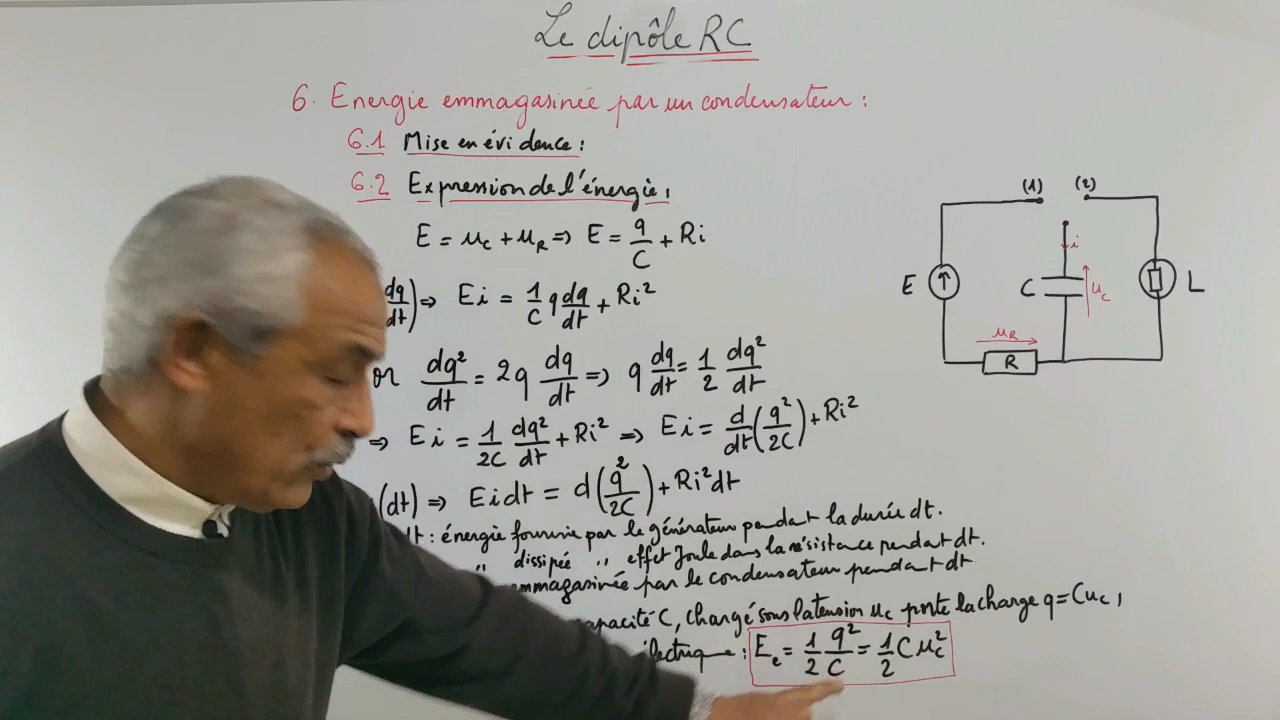 Le dipôle RC
6. Energie emmagasinée par un condensateur :
6.1 Mise en évidence :
6.2 Expression de l'énergie :
E = u_C + u_R ⇒ E = q/C + Ri
dq/dt) ⇒ Ei = 1/C q dq/dt + Ri²
or dq²/dt = 2q dq/dt ⇒ q dq/dt = 1/2 dq²/dt
⇒ Ei = 1/2C dq²/dt + Ri² ⇒ Ei = d/dt(q²/2C) + Ri²
(dt) ⇒ Eidt = d(q²/2C) + Ri²dt
dt : énergie fournie par le générateur pendant la durée dt.
,, dissipée ,, effet Joule dans la résistance pendant dt.
emmagasinée par le condensateur pendant dt
capacité C, chargé sous la tension u_C porte la charge q = Cu_C,
électrique : E_e = 1/2 q²/C = 1/2 Cu_C²
(1) (2)
i
E C u_C L
u_R
R